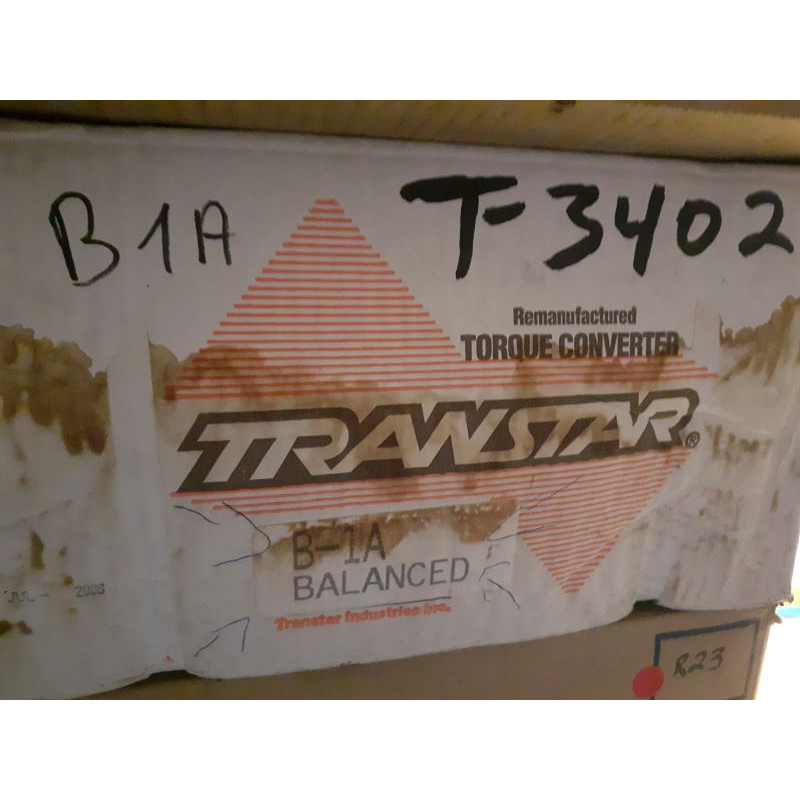 B1A
T-3402
Remanufactured
TORQUE CONVERTER
TRANSTAR®
B-1A
BALANCED
Transtar Industries Inc.
R23